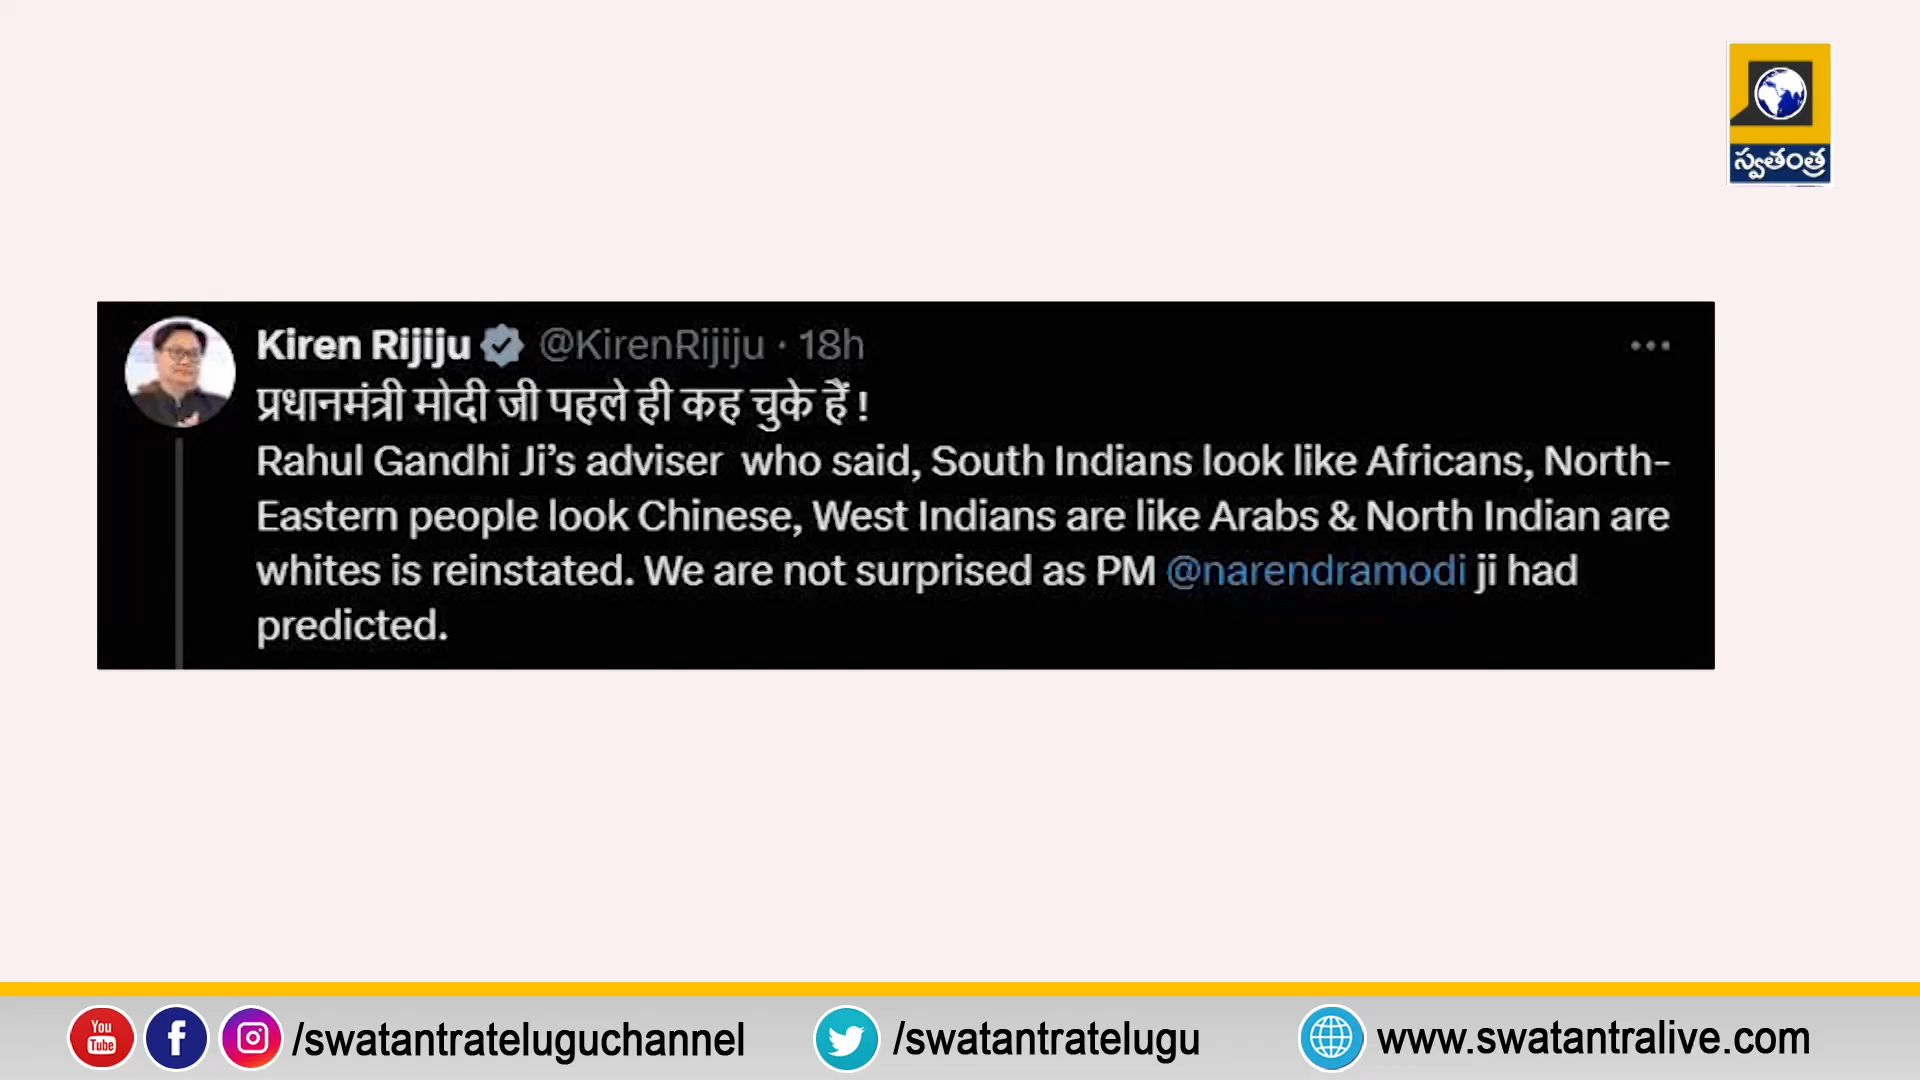 స్వతంత్ర
Kiren Rijiju @KirenRijiju · 18h
प्रधानमंत्री मोदी जी पहले ही कह चुके हैं !
Rahul Gandhi Ji's adviser who said, South Indians look like Africans, North-
Eastern people look Chinese, West Indians are like Arabs & North Indian are
whites is reinstated. We are not surprised as PM @narendramodi ji had
predicted.
You
Tube
/swatantrateluguchannel /swatantratelugu www.swatantralive.com